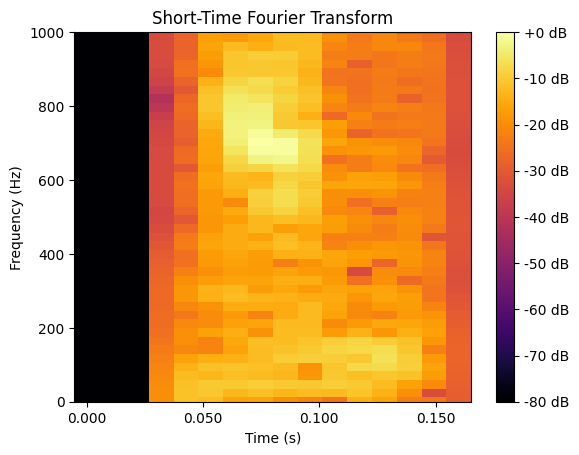 Short-Time Fourier Transform
1000
800
600
400
200
0
Frequency (Hz)
0.000
0.050
0.100
0.150
Time (s)
+0 dB
-10 dB
-20 dB
-30 dB
-40 dB
-50 dB
-60 dB
-70 dB
-80 dB